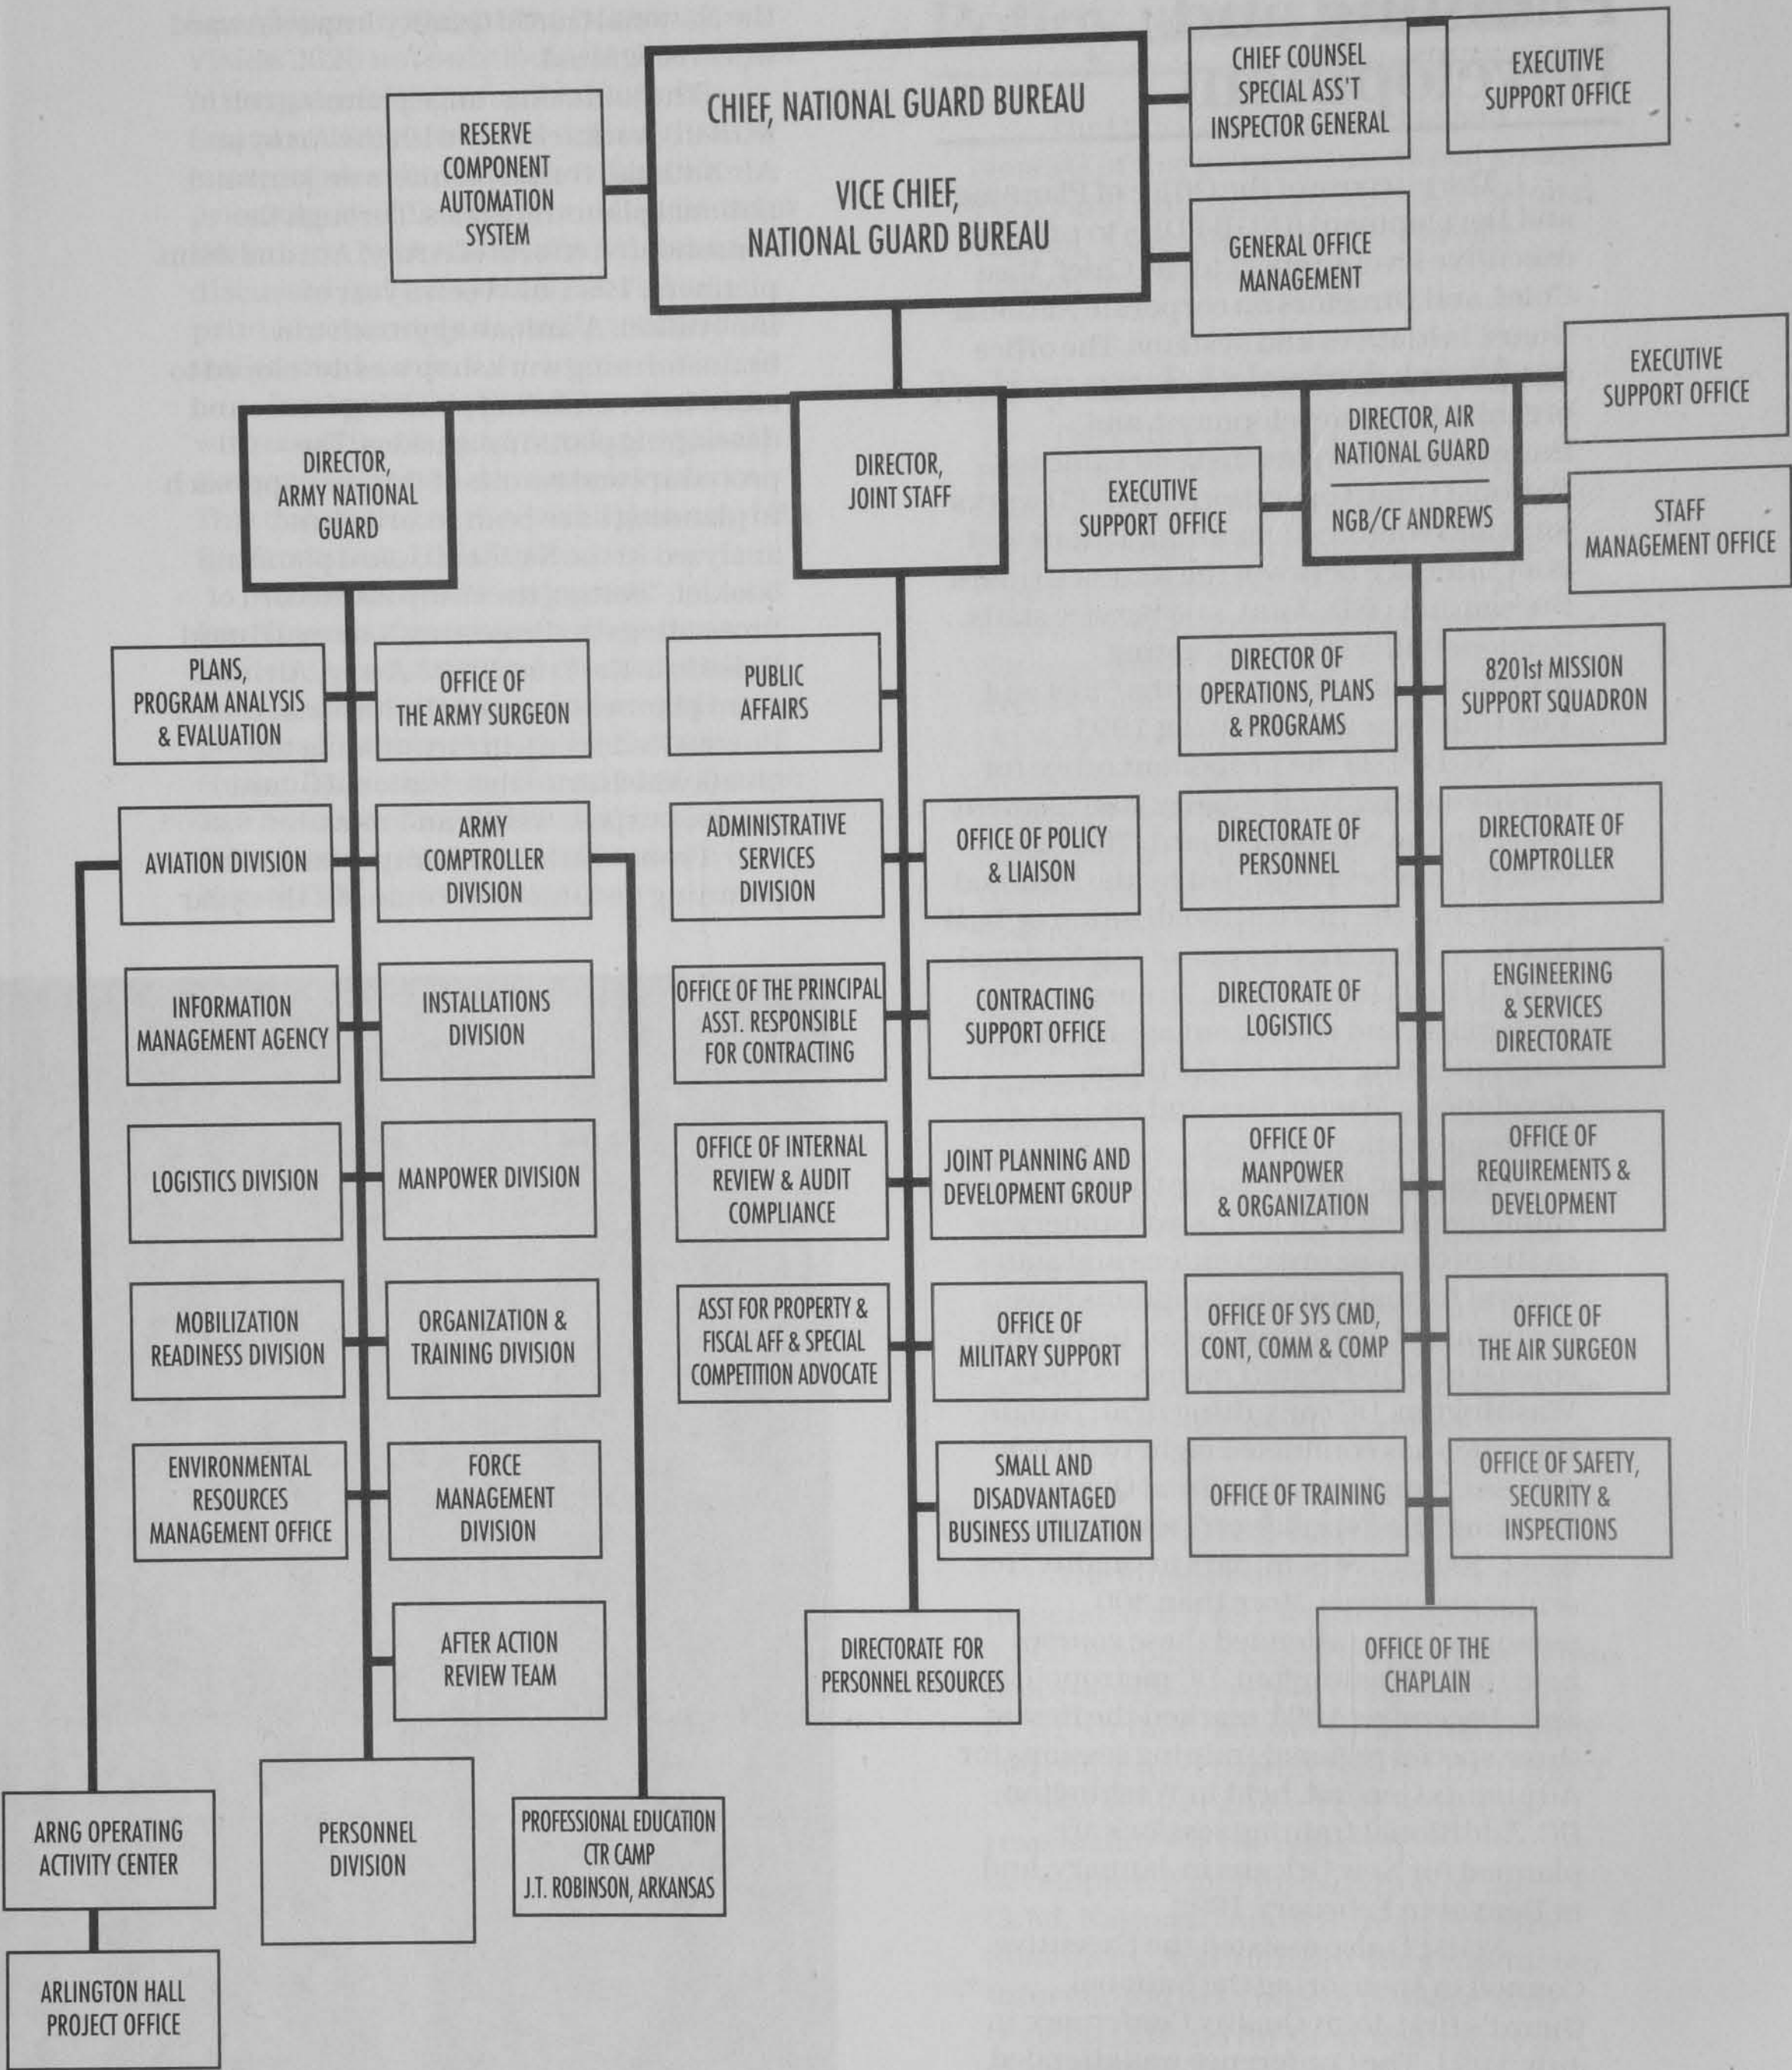 CHIEF, NATIONAL GUARD BUREAU
VICE CHIEF,
NATIONAL GUARD BUREAU
RESERVE
COMPONENT
AUTOMATION
SYSTEM
CHIEF COUNSEL
SPECIAL ASS'T
INSPECTOR GENERAL
EXECUTIVE
SUPPORT OFFICE
GENERAL OFFICE
MANAGEMENT
DIRECTOR,
ARMY NATIONAL
GUARD
DIRECTOR,
JOINT STAFF
EXECUTIVE
SUPPORT OFFICE
DIRECTOR, AIR
NATIONAL GUARD
NGB/CF ANDREWS
EXECUTIVE
SUPPORT OFFICE
STAFF
MANAGEMENT OFFICE
PLANS,
PROGRAM ANALYSIS
& EVALUATION
OFFICE OF
THE ARMY SURGEON
AVIATION DIVISION
ARMY
COMPTROLLER
DIVISION
INFORMATION
MANAGEMENT AGENCY
INSTALLATIONS
DIVISION
LOGISTICS DIVISION
MANPOWER DIVISION
MOBILIZATION
READINESS DIVISION
ORGANIZATION &
TRAINING DIVISION
ENVIRONMENTAL
RESOURCES
MANAGEMENT OFFICE
FORCE
MANAGEMENT
DIVISION
AFTER ACTION
REVIEW TEAM
ARNG OPERATING
ACTIVITY CENTER
PERSONNEL
DIVISION
PROFESSIONAL EDUCATION
CTR CAMP
J.T. ROBINSON, ARKANSAS
ARLINGTON HALL
PROJECT OFFICE
PUBLIC
AFFAIRS
ADMINISTRATIVE
SERVICES
DIVISION
OFFICE OF POLICY
& LIAISON
OFFICE OF THE PRINCIPAL
ASST. RESPONSIBLE
FOR CONTRACTING
CONTRACTING
SUPPORT OFFICE
OFFICE OF INTERNAL
REVIEW & AUDIT
COMPLIANCE
JOINT PLANNING AND
DEVELOPMENT GROUP
ASST FOR PROPERTY &
FISCAL AFF & SPECIAL
COMPETITION ADVOCATE
OFFICE OF
MILITARY SUPPORT
SMALL AND
DISADVANTAGED
BUSINESS UTILIZATION
DIRECTORATE FOR
PERSONNEL RESOURCES
DIRECTOR OF
OPERATIONS, PLANS
& PROGRAMS
8201st MISSION
SUPPORT SQUADRON
DIRECTORATE OF
PERSONNEL
DIRECTORATE OF
COMPTROLLER
DIRECTORATE OF
LOGISTICS
ENGINEERING
& SERVICES
DIRECTORATE
OFFICE OF
MANPOWER
& ORGANIZATION
OFFICE OF
REQUIREMENTS &
DEVELOPMENT
OFFICE OF SYS CMD,
CONT, COMM & COMP
OFFICE OF
THE AIR SURGEON
OFFICE OF TRAINING
OFFICE OF SAFETY,
SECURITY &
INSPECTIONS
OFFICE OF THE
CHAPLAIN